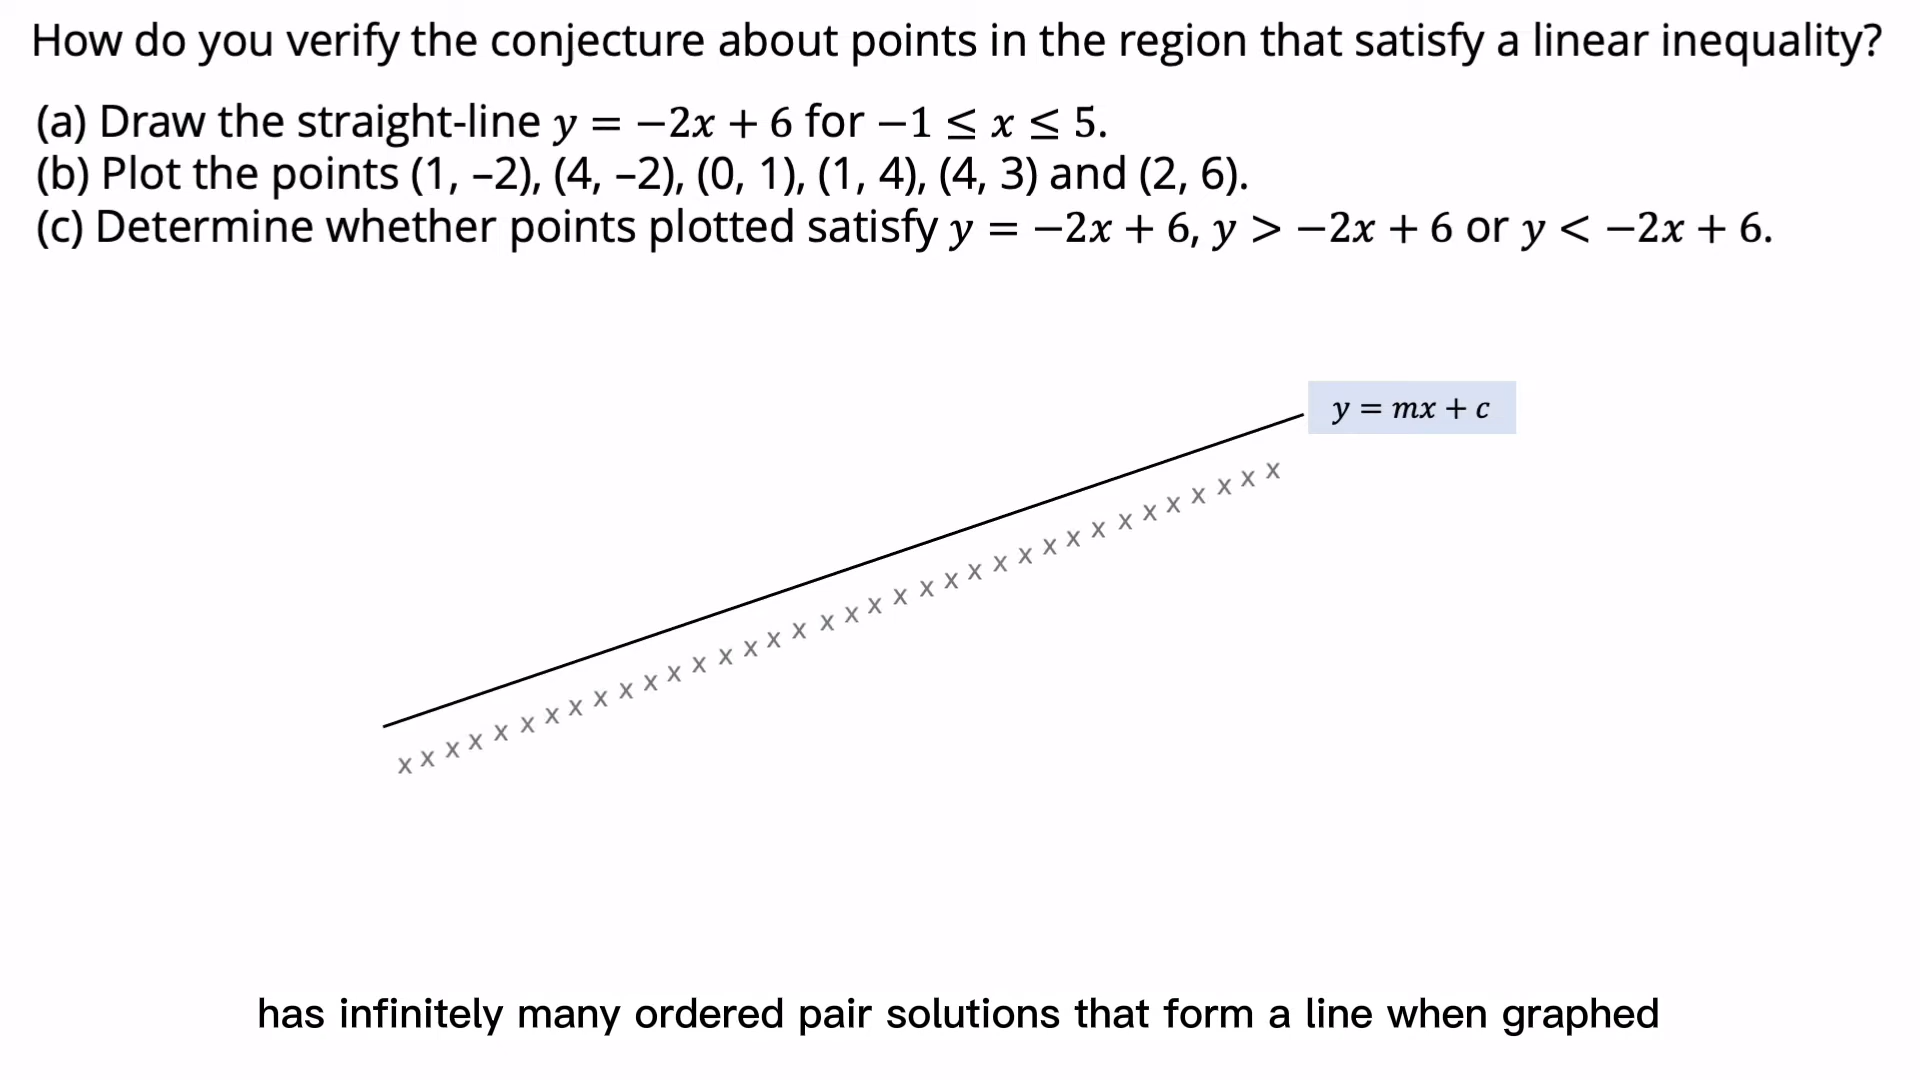 How do you verify the conjecture about points in the region that satisfy a linear inequality?
(a) Draw the straight-line y = −2x + 6 for −1 ≤ x ≤ 5.
(b) Plot the points (1, –2), (4, –2), (0, 1), (1, 4), (4, 3) and (2, 6).
(c) Determine whether points plotted satisfy y = −2x + 6, y > −2x + 6 or y < −2x + 6.
y = mx + c
x x x x x x x x x x x x x x x x x x x x x x x x x x x x x x x x x x x x
has infinitely many ordered pair solutions that form a line when graphed